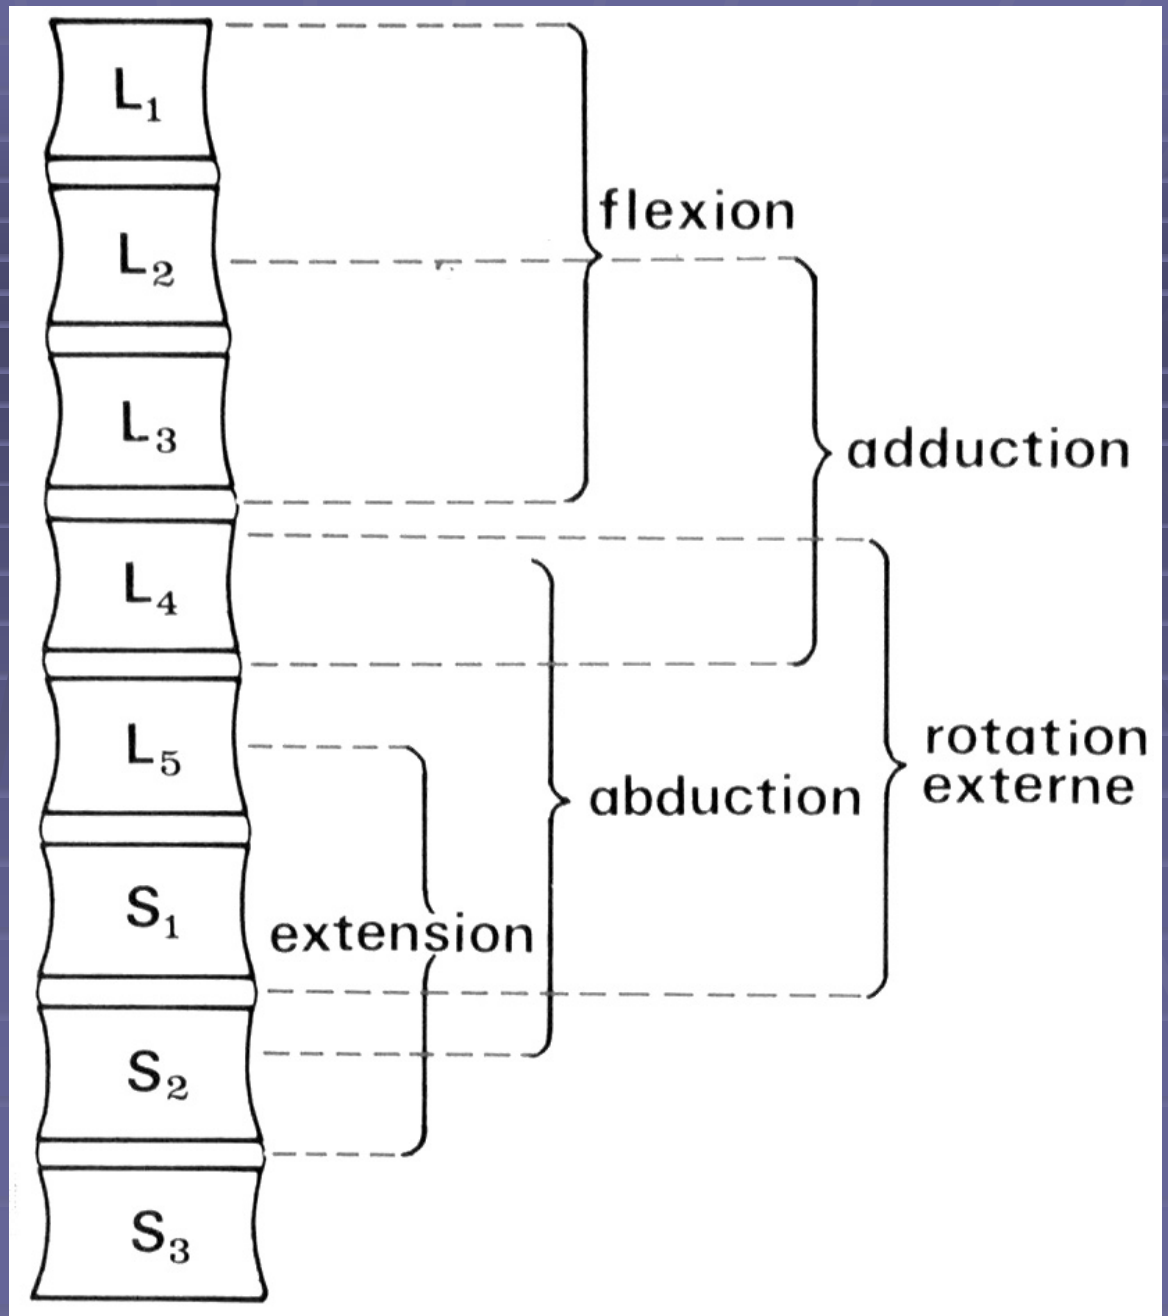 L₁
L₂
L₃
L₄
L₅
S₁
S₂
S₃
flexion
adduction
rotation
externe
abduction
extension